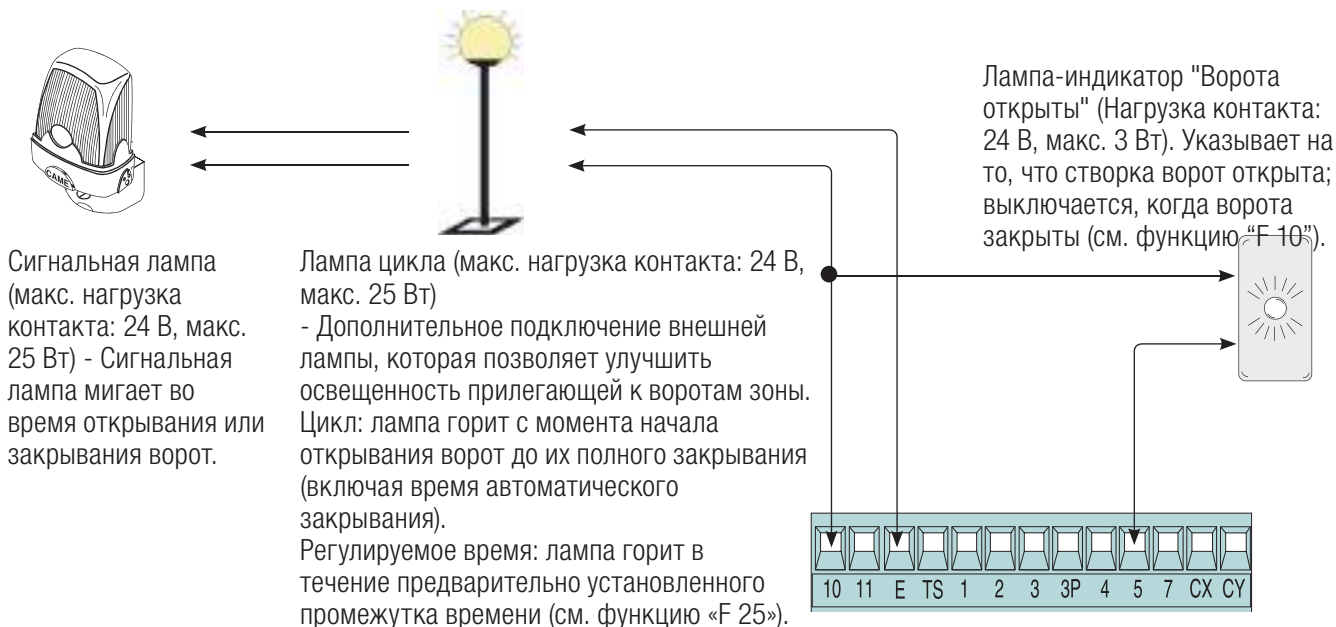 Лампа-индикатор "Ворота
открыты" (Нагрузка контакта:
24 В, макс. 3 Вт). Указывает на
то, что створка ворот открыта;
выключается, когда ворота
закрыты (см. функцию “F 10”).
CAME
Сигнальная лампа
(макс. нагрузка
контакта: 24 В, макс.
25 Вт) - Сигнальная
лампа мигает во
время открывания или
закрывания ворот.
Лампа цикла (макс. нагрузка контакта: 24 В,
макс. 25 Вт)
- Дополнительное подключение внешней
лампы, которая позволяет улучшить
освещенность прилегающей к воротам зоны.
Цикл: лампа горит с момента начала
открывания ворот до их полного закрывания
(включая время автоматического
закрывания).
Регулируемое время: лампа горит в
течение предварительно установленного
промежутка времени (см. функцию «F 25»).
10 11 E TS 1 2 3 3P 4 5 7 CX CY